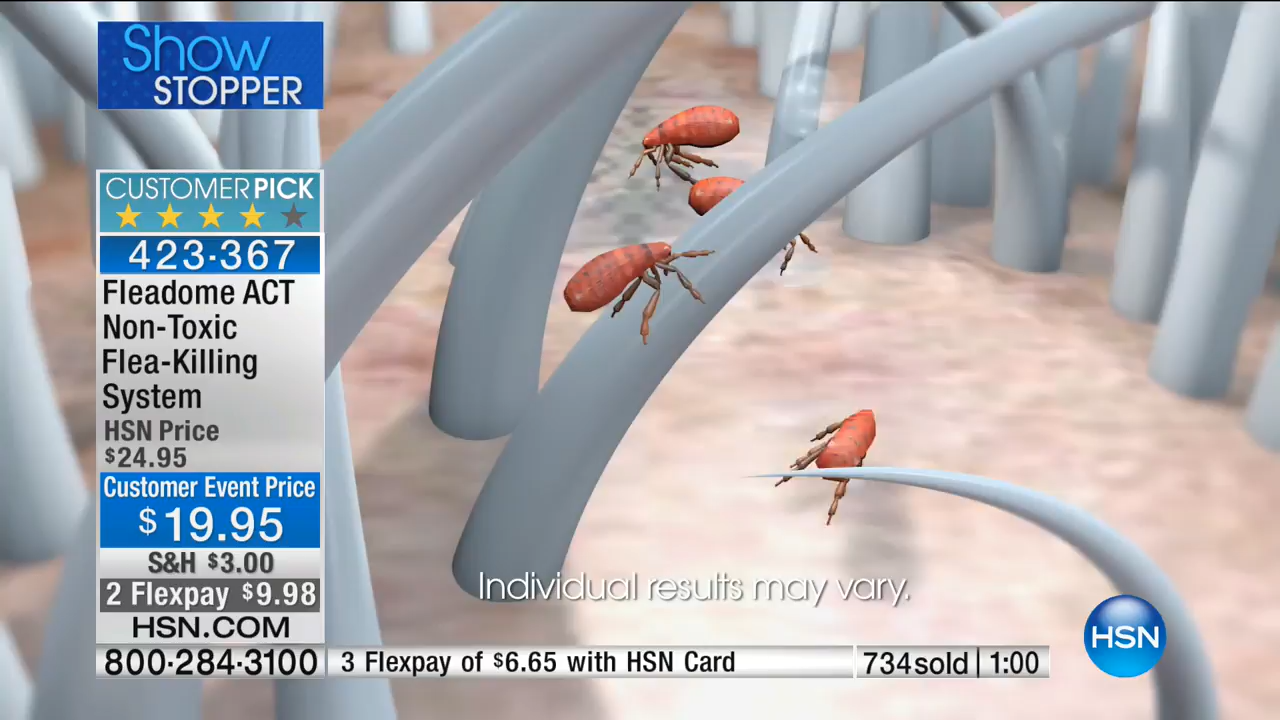 Show
STOPPER
CUSTOMER PICK
423-367
Fleadome ACT
Non-Toxic
Flea-Killing
System
HSN Price
$24.95
Customer Event Price
$19.95
S&H $3.00
2 Flexpay $9.98
HSN.COM
800-284-3100
3 Flexpay of $6.65 with HSN Card
734 sold | 1:00
Individual results may vary.
HSN